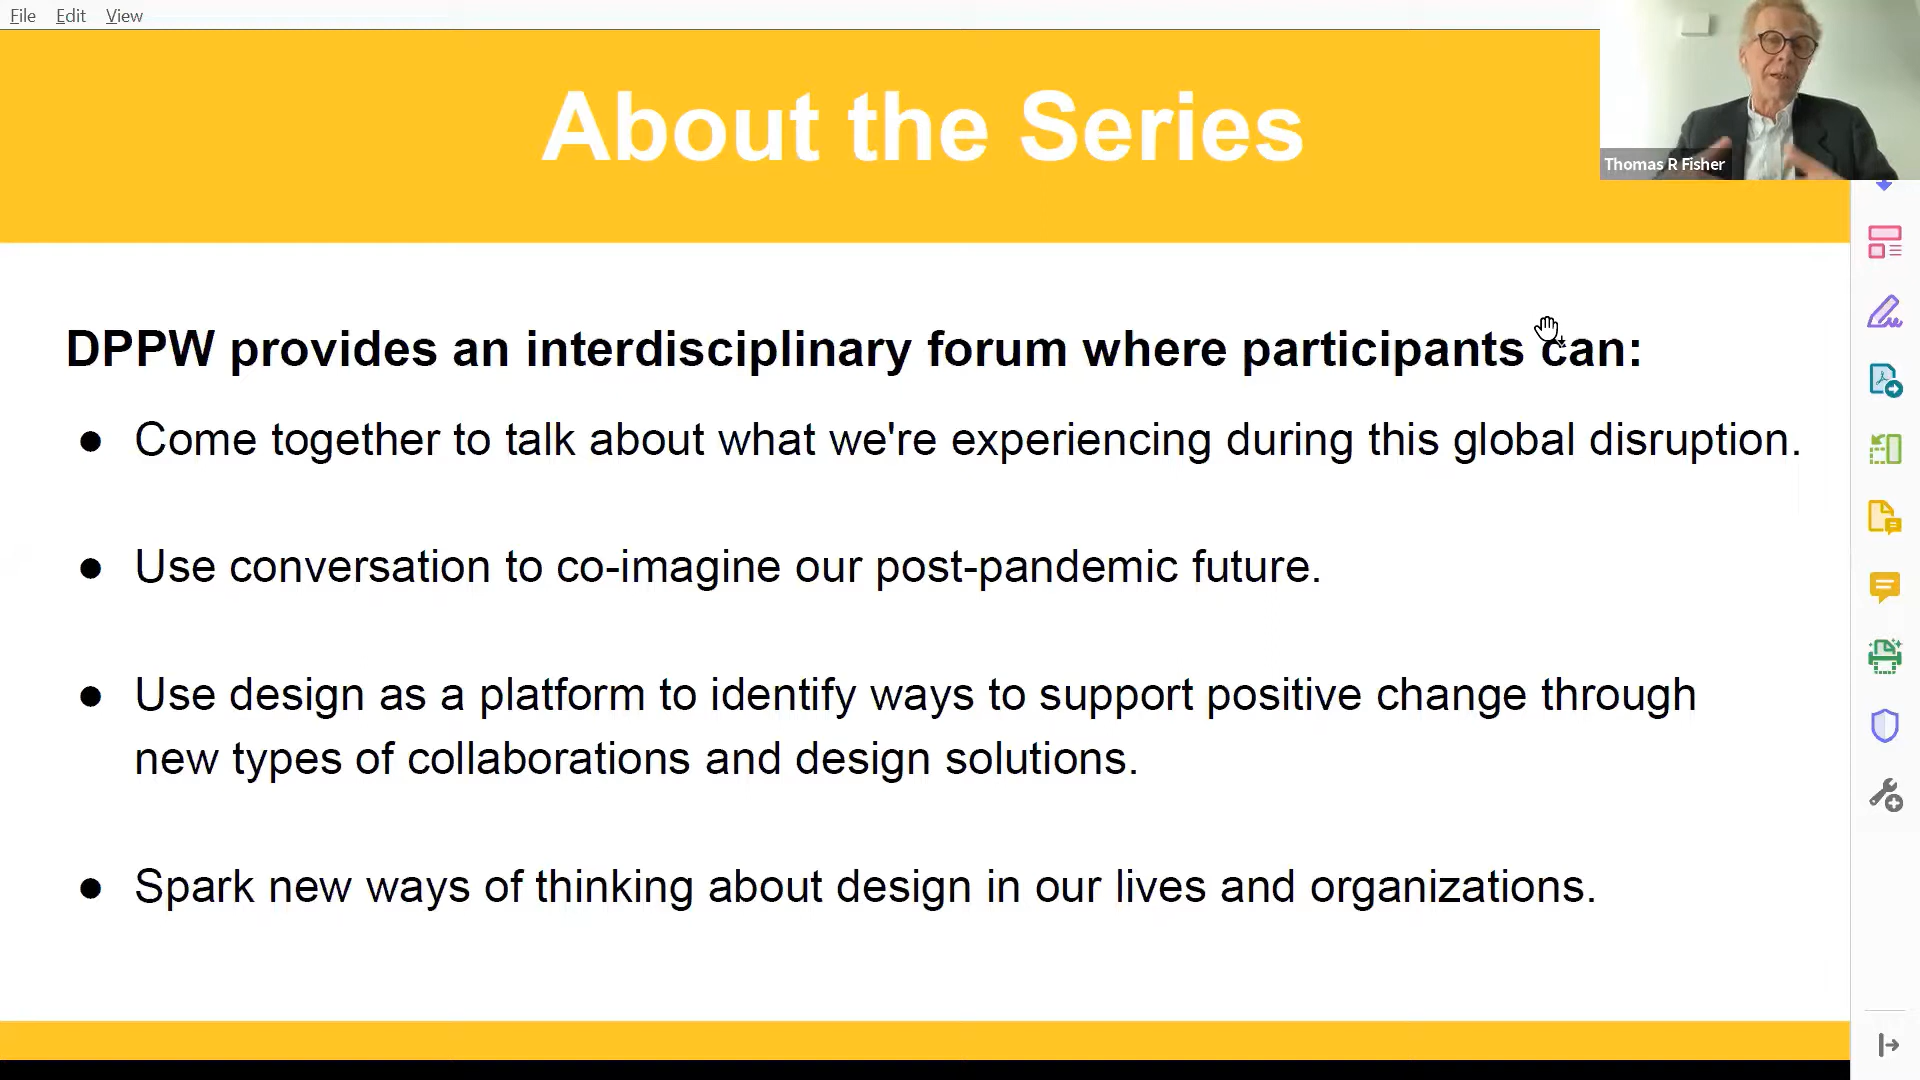 File Edit View
About the Series
Thomas R Fisher
DPPW provides an interdisciplinary forum where participants can:
● Come together to talk about what we're experiencing during this global disruption.
● Use conversation to co-imagine our post-pandemic future.
● Use design as a platform to identify ways to support positive change through
new types of collaborations and design solutions.
● Spark new ways of thinking about design in our lives and organizations.